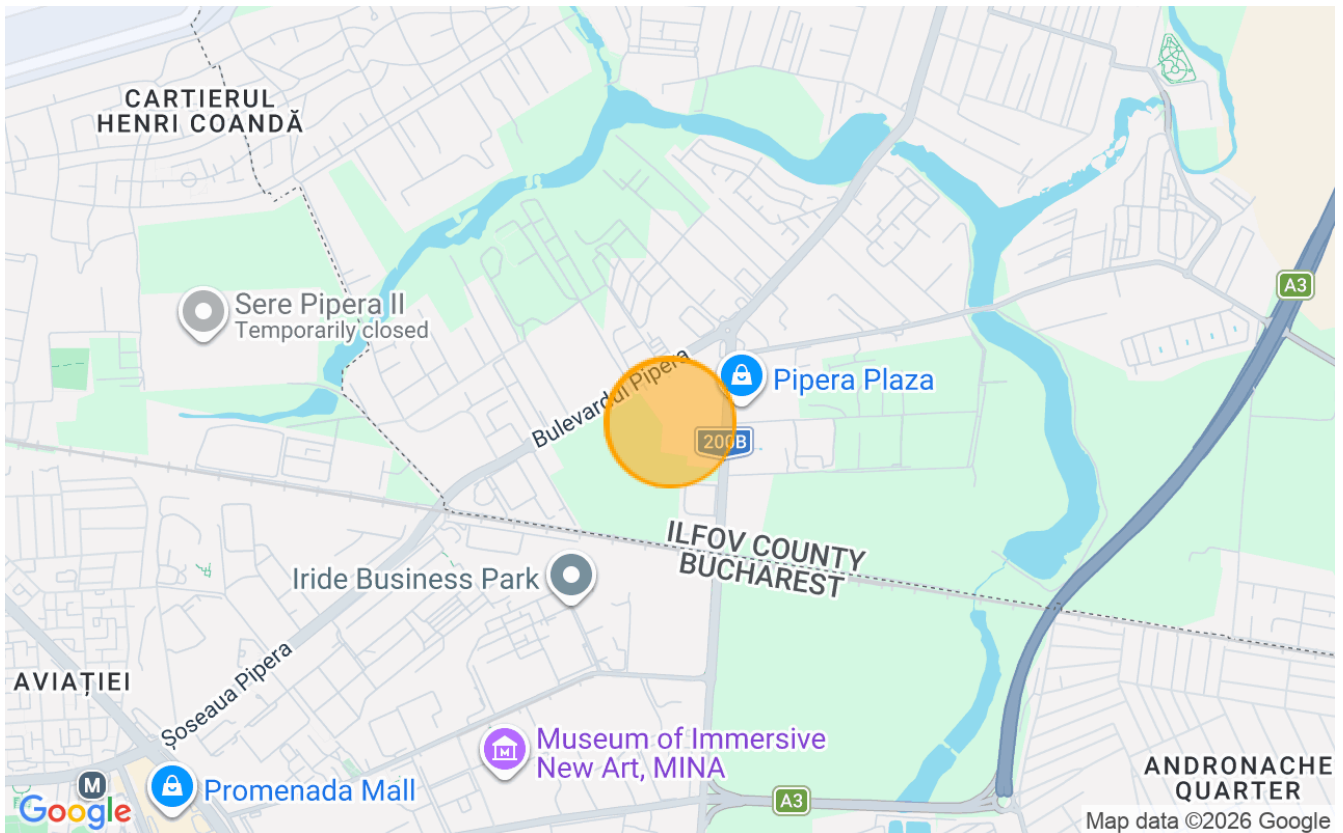 CARTIERUL
HENRI COANDĂ
A3
Sere Pipera II
Temporarily closed
Bulevardul Pipera
Pipera Plaza
200B
ILFOV COUNTY
BUCHAREST
Iride Business Park
AVIAȚIEI
Șoseaua Pipera
Museum of Immersive
New Art, MINA
M
Promenada Mall
A3
ANDRONACHE
QUARTER
Google
Map data ©2026 Google